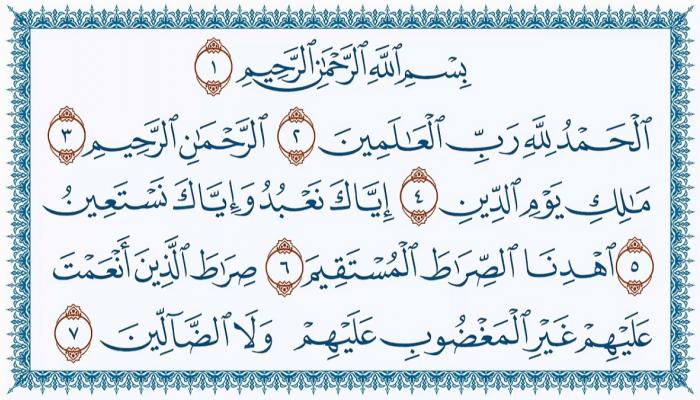 بِسْمِ ٱللَّهِ ٱلرَّحْمَٰنِ ٱلرَّحِيمِ ١
ٱلْحَمْدُ لِلَّهِ رَبِّ ٱلْعَٰلَمِينَ ٢ ٱلرَّحْمَٰنِ ٱلرَّحِيمِ ٣
مَٰلِكِ يَوْمِ ٱلدِّينِ ٤ إِيَّاكَ نَعْبُدُ وَإِيَّاكَ نَسْتَعِينُ
٥ ٱهْدِنَا ٱلصِّرَٰطَ ٱلْمُسْتَقِيمَ ٦ صِرَٰطَ ٱلَّذِينَ أَنْعَمْتَ
عَلَيْهِمْ غَيْرِ ٱلْمَغْضُوبِ عَلَيْهِمْ وَلَا ٱلضَّآلِّينَ ٧